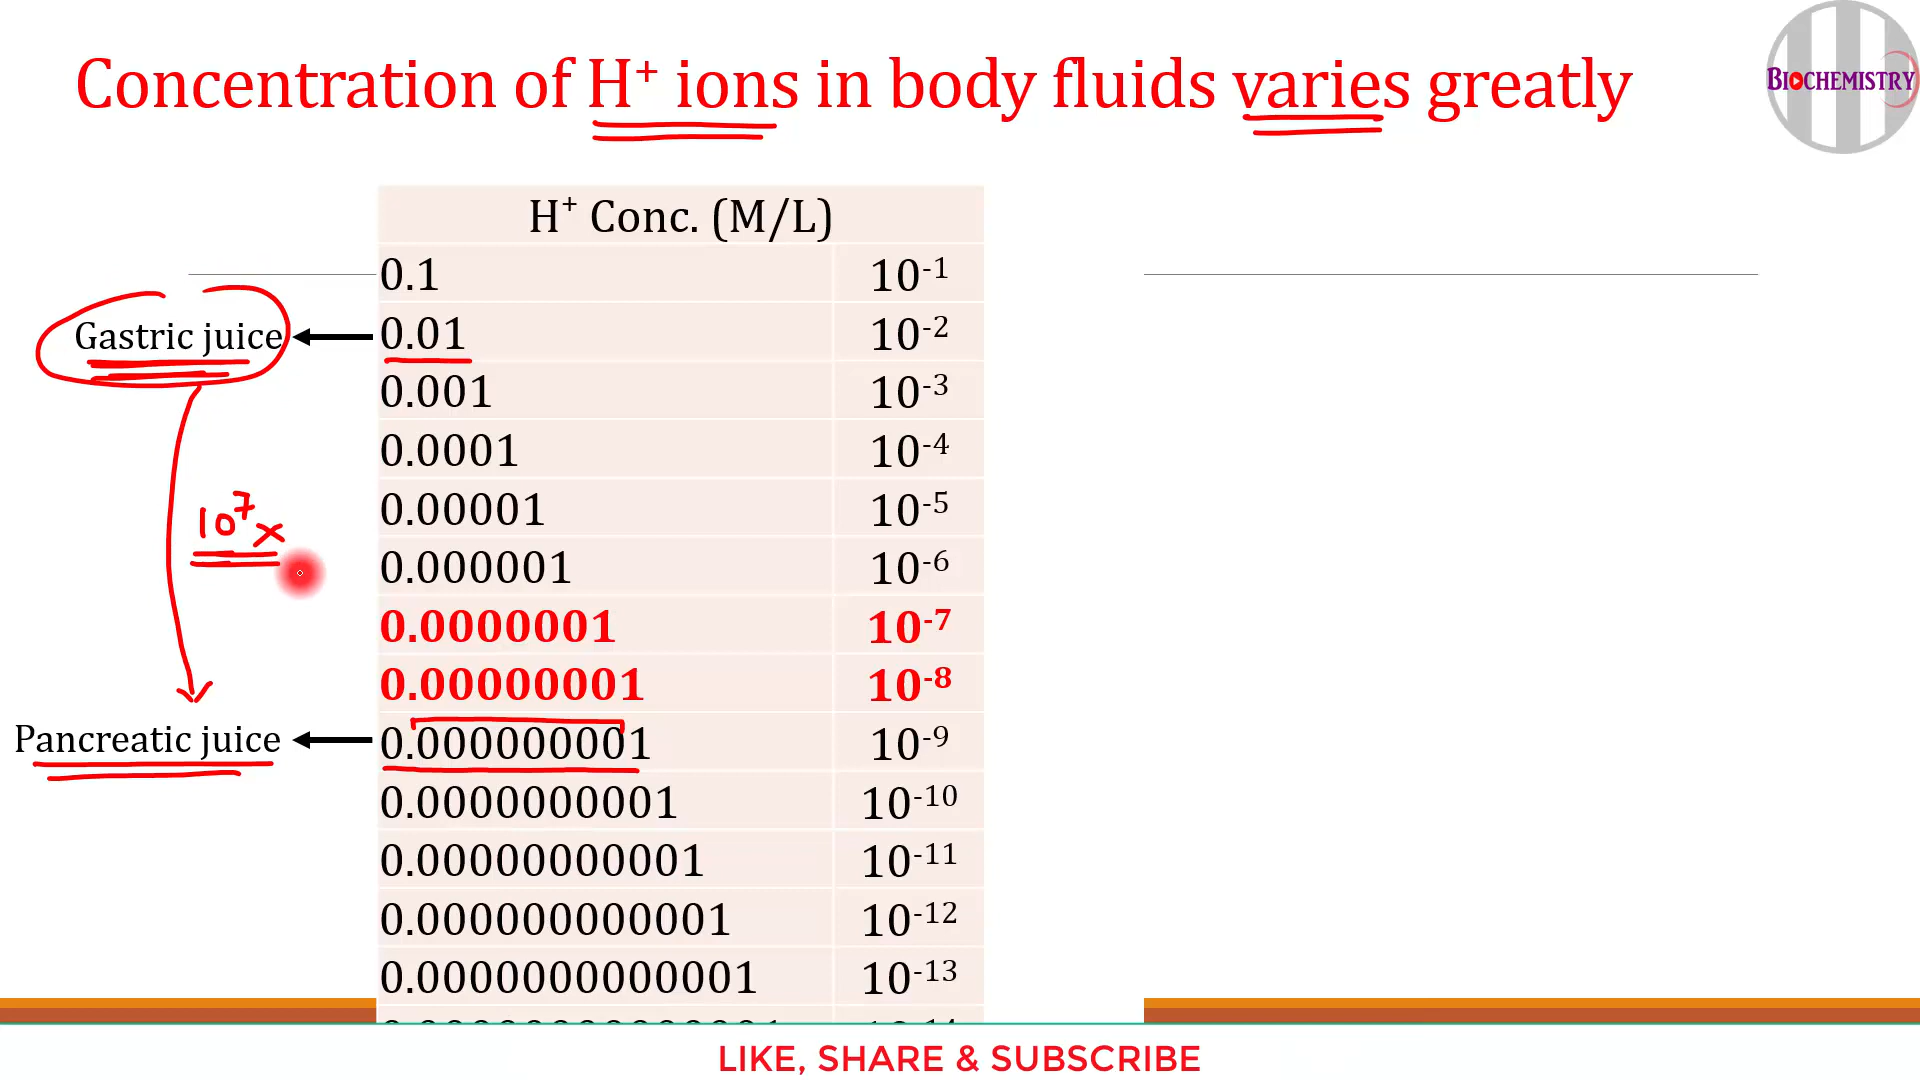 Concentration of H⁺ ions in body fluids varies greatly
BIOCHEMISTRY
H⁺ Conc. (M/L)
0.1 10⁻¹
Gastric juice 0.01 10⁻²
0.001 10⁻³
0.0001 10⁻⁴
0.00001 10⁻⁵
10⁷x
0.000001 10⁻⁶
0.0000001 10⁻⁷
0.00000001 10⁻⁸
Pancreatic juice 0.000000001 10⁻⁹
0.0000000001 10⁻¹⁰
0.00000000001 10⁻¹¹
0.000000000001 10⁻¹²
0.0000000000001 10⁻¹³
LIKE, SHARE & SUBSCRIBE